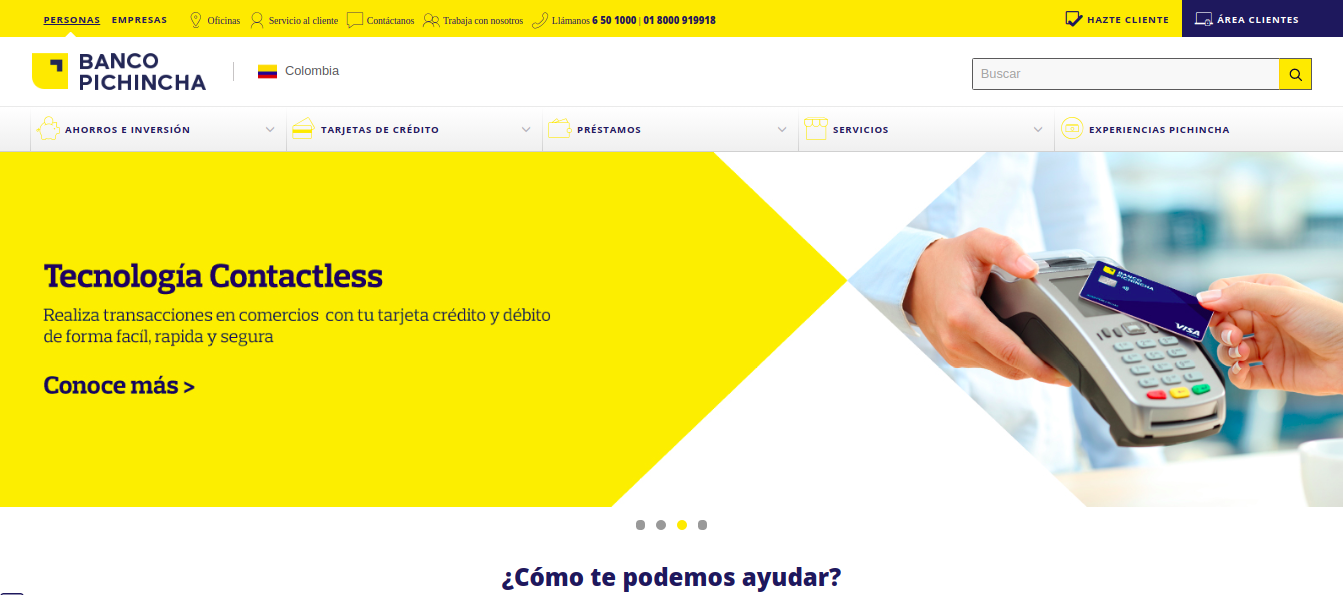 PERSONAS EMPRESAS Oficinas Servicio al cliente Contáctanos Trabaja con nosotros Llámanos 6 50 1000 | 01 8000 919918 HAZTE CLIENTE ÁREA CLIENTES
BANCO
PICHINCHA
Colombia
Buscar
AHORROS E INVERSIÓN TARJETAS DE CRÉDITO PRÉSTAMOS SERVICIOS EXPERIENCIAS PICHINCHA
Tecnología Contactless
Realiza transacciones en comercios con tu tarjeta crédito y débito
de forma facíl, rapida y segura
Conoce más >
BANCO
PICHINCHA
VISA
¿Cómo te podemos ayudar?